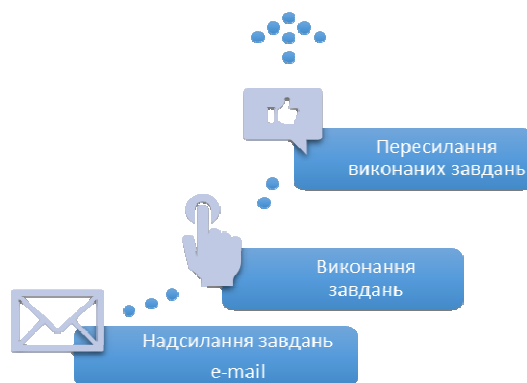 Пересилання
виконаних завдань
Виконання
завдань
Надсилання завдань
e-mail